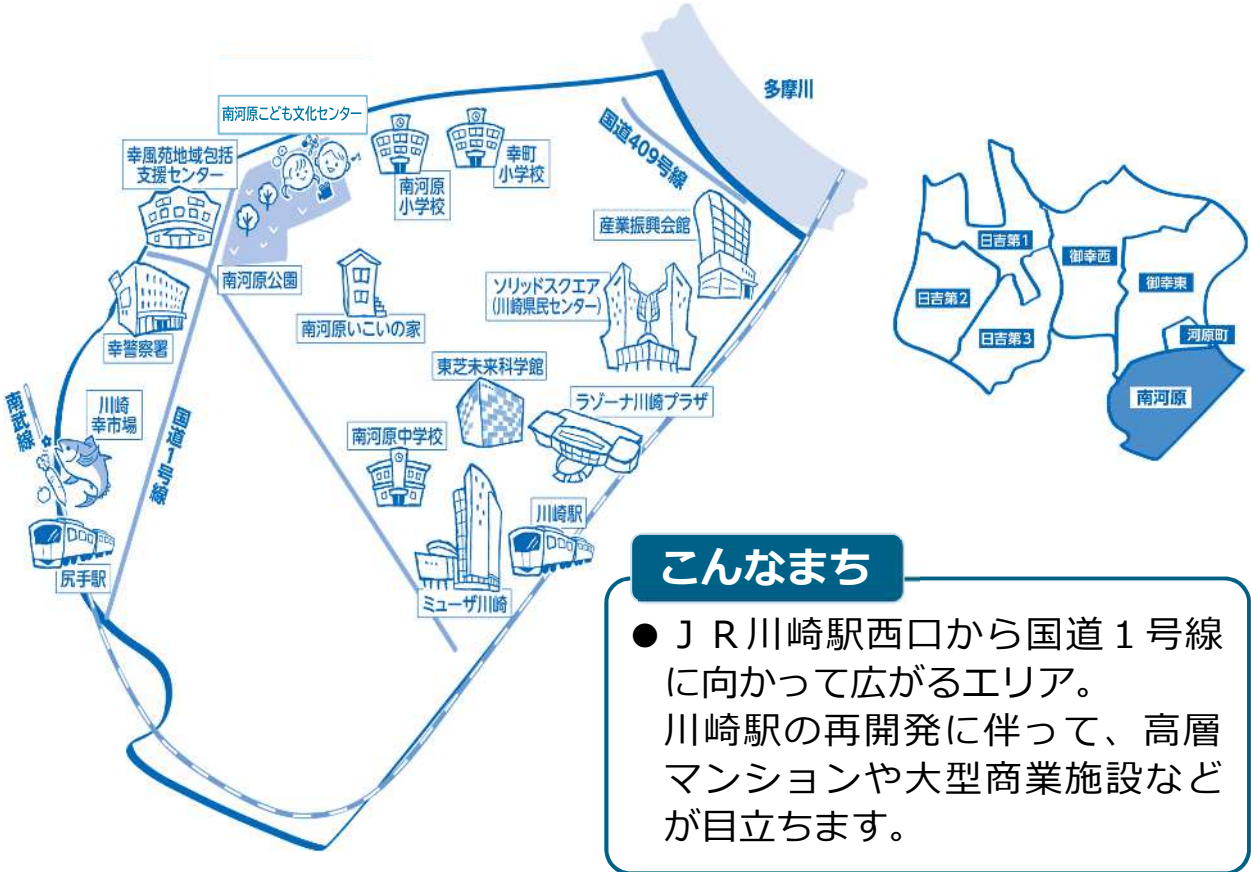 多摩川
国道409号線
南河原こども文化センター
幸風苑地域包括
支援センター
南河原
小学校
幸町
小学校
産業振興会館
南河原公園
ソリッドスクエア
(川崎県民センター)
南河原いこいの家
幸警察署
東芝未来科学館
ラゾーナ川崎プラザ
南武線
川崎
幸市場
国道1号線
南河原中学校
川崎駅
尻手駅
ミューザ川崎
日吉第1
御幸西
日吉第2
御幸東
日吉第3
河原町
南河原
こんなまち
●ＪＲ川崎駅西口から国道１号線
に向かって広がるエリア。
川崎駅の再開発に伴って、高層
マンションや大型商業施設など
が目立ちます。